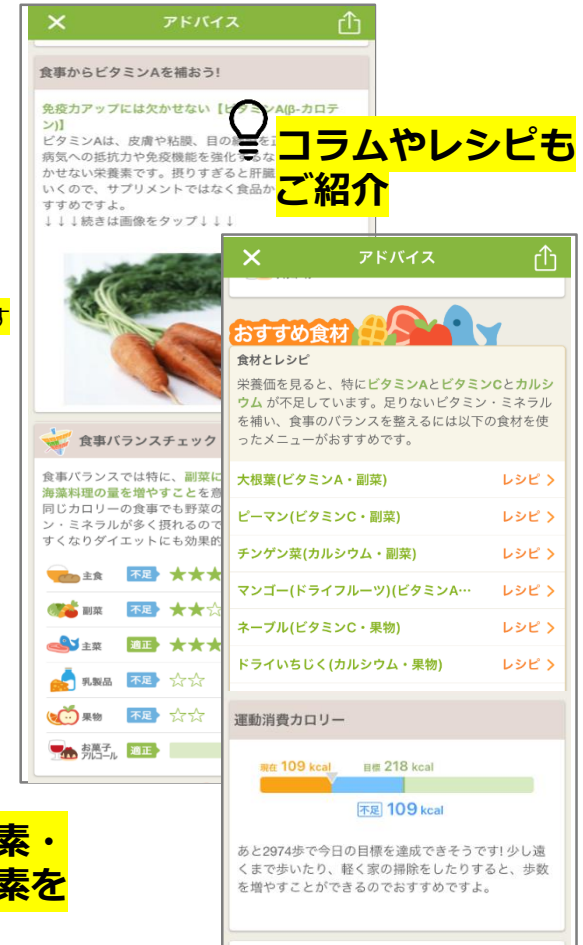 アドバイス
食事からビタミンAを補おう!
免疫力アップには欠かせない【ビタミンA(β-カロテ
ン)】
ビタミンAは、皮膚や粘膜、目の
病気への抵抗力や免疫機能を強化する
かせない栄養素です。摂りすぎると肝臓
いくので、サプリメントではなく食品か
すすめですよ。
↓↓↓続きは画像をタップ↓↓↓
コラムやレシピも
ご紹介
す
食事バランスチェック
食事バランスでは特に、副菜に
海藻料理の量を増やすことを意
同じカロリーの食事でも野菜の
ン・ミネラルが多く摂れるので
すくなりダイエットにも効果的
主食 不足 ★★★
副菜 不足 ★★☆
主菜 適正 ★★★
乳製品 不足 ☆☆
果物 不足 ☆☆
お菓子 アルコール 適正
素・
素を
アドバイス
おすすめ食材
食材とレシピ
栄養価を見ると、特にビタミンAとビタミンCとカルシ
ウム が不足しています。足りないビタミン・ミネラル
を補い、食事のバランスを整えるには以下の食材を使
ったメニューがおすすめです。
大根葉(ビタミンA・副菜) レシピ >
ピーマン(ビタミンC・副菜) レシピ >
チンゲン菜(カルシウム・副菜) レシピ >
マンゴー(ドライフルーツ)(ビタミンA… レシピ >
ネーブル(ビタミンC・果物) レシピ >
ドライいちじく(カルシウム・果物) レシピ >
運動消費カロリー
現在 109 kcal 目標 218 kcal
不足 109 kcal
あと2974歩で今日の目標を達成できそうです! 少し遠
くまで歩いたり、軽く家の掃除をしたりすると、歩数
を増やすことができるのでおすすめですよ。